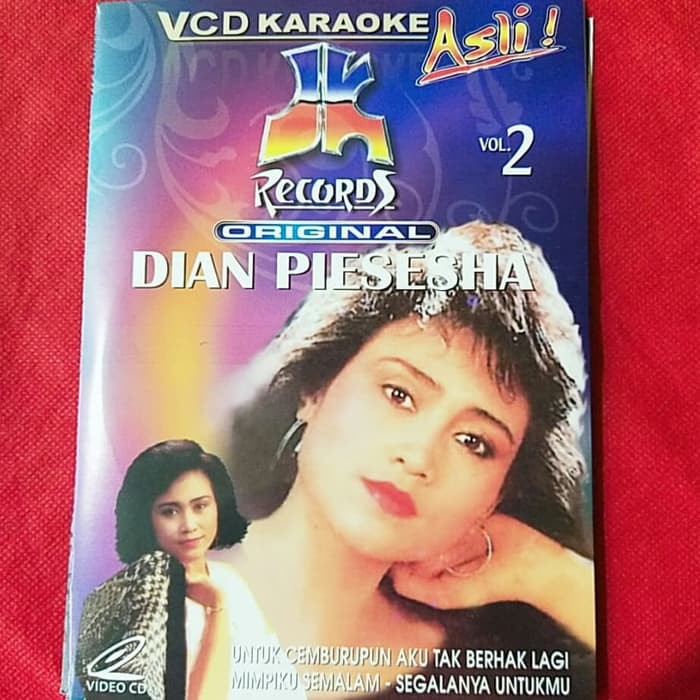 VCD KARAOKE
Asli!
JK
RECORDS
VOL.2
ORIGINAL
DIAN PIESESHA
UNTUK CEMBURUPUN AKU TAK BERHAK LAGI
MIMPIKU SEMALAM - SEGALANYA UNTUKMU
VIDEO CD